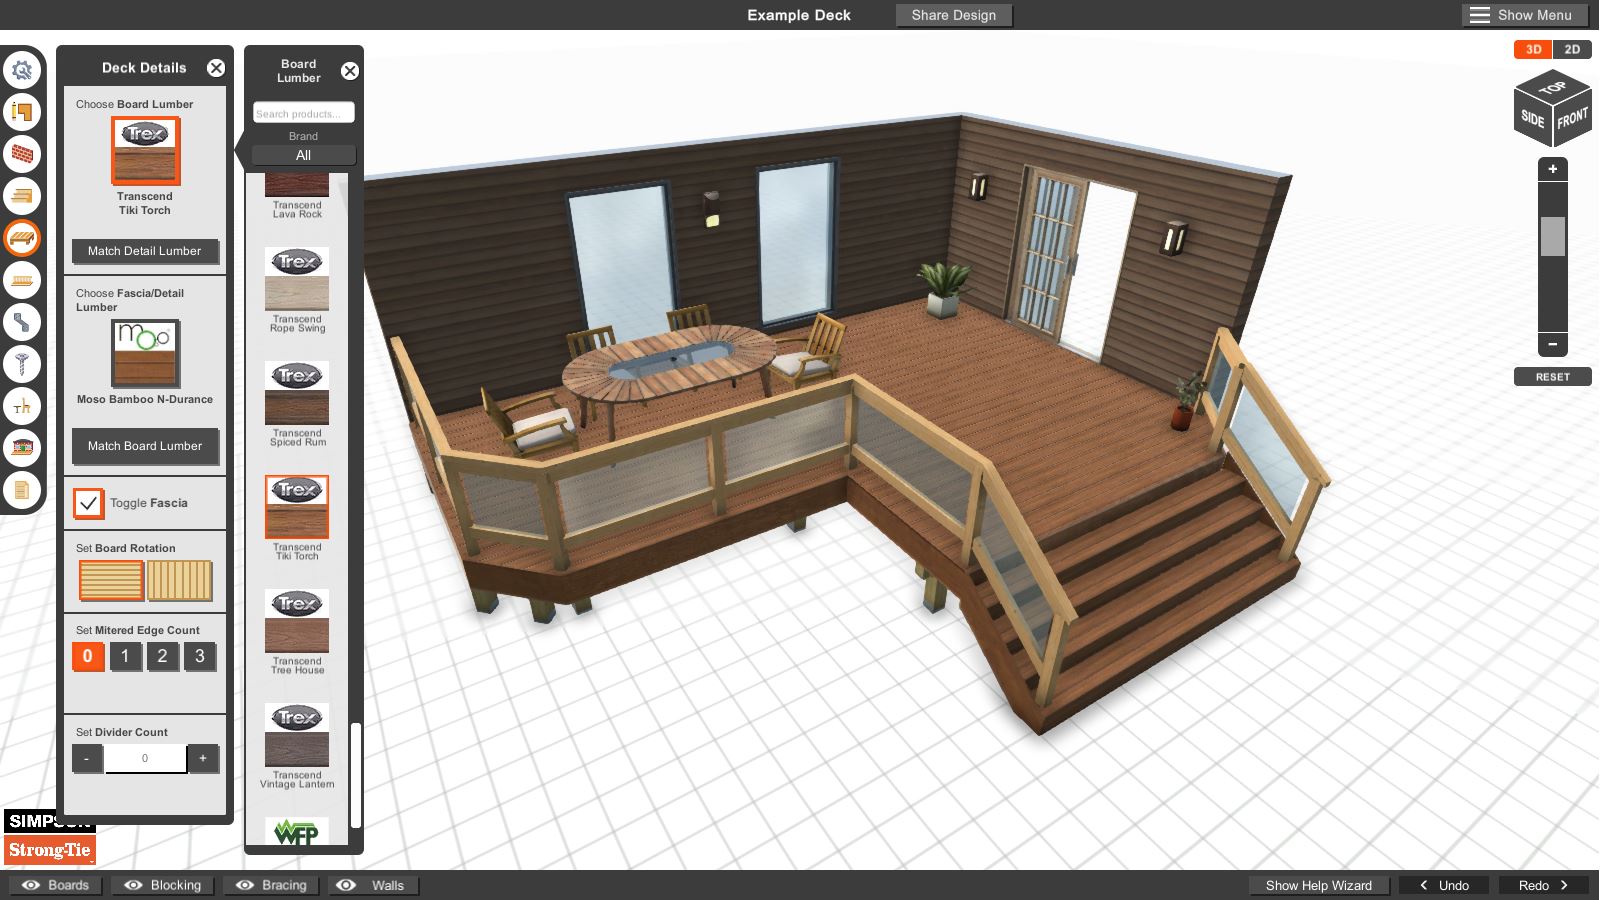 Example Deck
Share Design
Show Menu
Deck Details
Choose Board Lumber
Trex
Transcend
Tiki Torch
Match Detail Lumber
Choose Fascia/Detail
Lumber
moso
Moso Bamboo N-Durance
Match Board Lumber
Toggle Fascia
Set Board Rotation
Set Mitered Edge Count
0 1 2 3
Set Divider Count
- 0 +
Board
Lumber
Search products...
Brand
All
Transcend
Lava Rock
Trex
Transcend
Rope Swing
Trex
Transcend
Spiced Rum
Trex
Transcend
Tiki Torch
Trex
Transcend
Tree House
Trex
Transcend
Vintage Lantern
WFP
3D 2D
TOP
SIDE FRONT
+
-
RESET
SIMPSON
Strong-Tie
Boards
Blocking
Bracing
Walls
Show Help Wizard
Undo
Redo